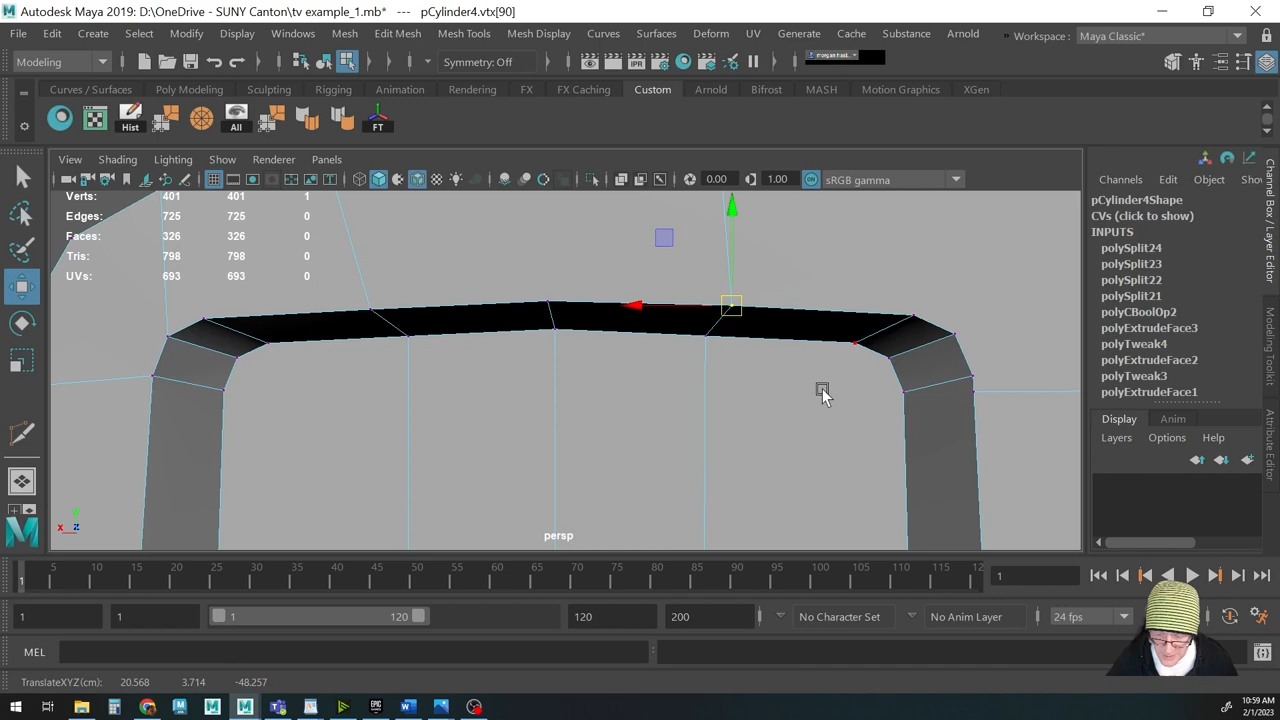 Autodesk Maya 2019: D:\OneDrive - SUNY Canton\tv example_1.mb* --- pCylinder4.vtx[90]
File Edit Create Select Modify Display Windows Mesh Edit Mesh Mesh Tools Mesh Display Curves Surfaces Deform UV Generate Cache Substance Arnold » Workspace : Maya Classic*
Modeling Symmetry: Off
Curves / Surfaces Poly Modeling Sculpting Rigging Animation Rendering FX FX Caching Custom Arnold Bifrost MASH Motion Graphics XGen
Hist All FT
View Shading Lighting Show Renderer Panels
0.00 1.00 sRGB gamma
Verts: 401 401 1
Edges: 725 725 0
Faces: 326 326 0
Tris: 798 798 0
UVs: 693 693 0
persp
Channels Edit Object
pCylinder4Shape
CVs (click to show)
INPUTS
polySplit24
polySplit23
polySplit22
polySplit21
polyCBoolOp2
polyExtrudeFace3
polyTweak4
polyExtrudeFace2
polyTweak3
polyExtrudeFace1
Display Anim
Layers Options Help
Channel Box / Layer Editor
Modeling Toolkit
Attribute Editor
5 10 15 20 25 30 35 40 45 50 55 60 65 70 75 80 85 90 95 100 105 110 115 12
1 1
1 1 1 120 120 200 No Character Set No Anim Layer 24 fps
MEL
TranslateXYZ(cm): 20.568 3.714 -48.257
10:59 AM
2/1/2023